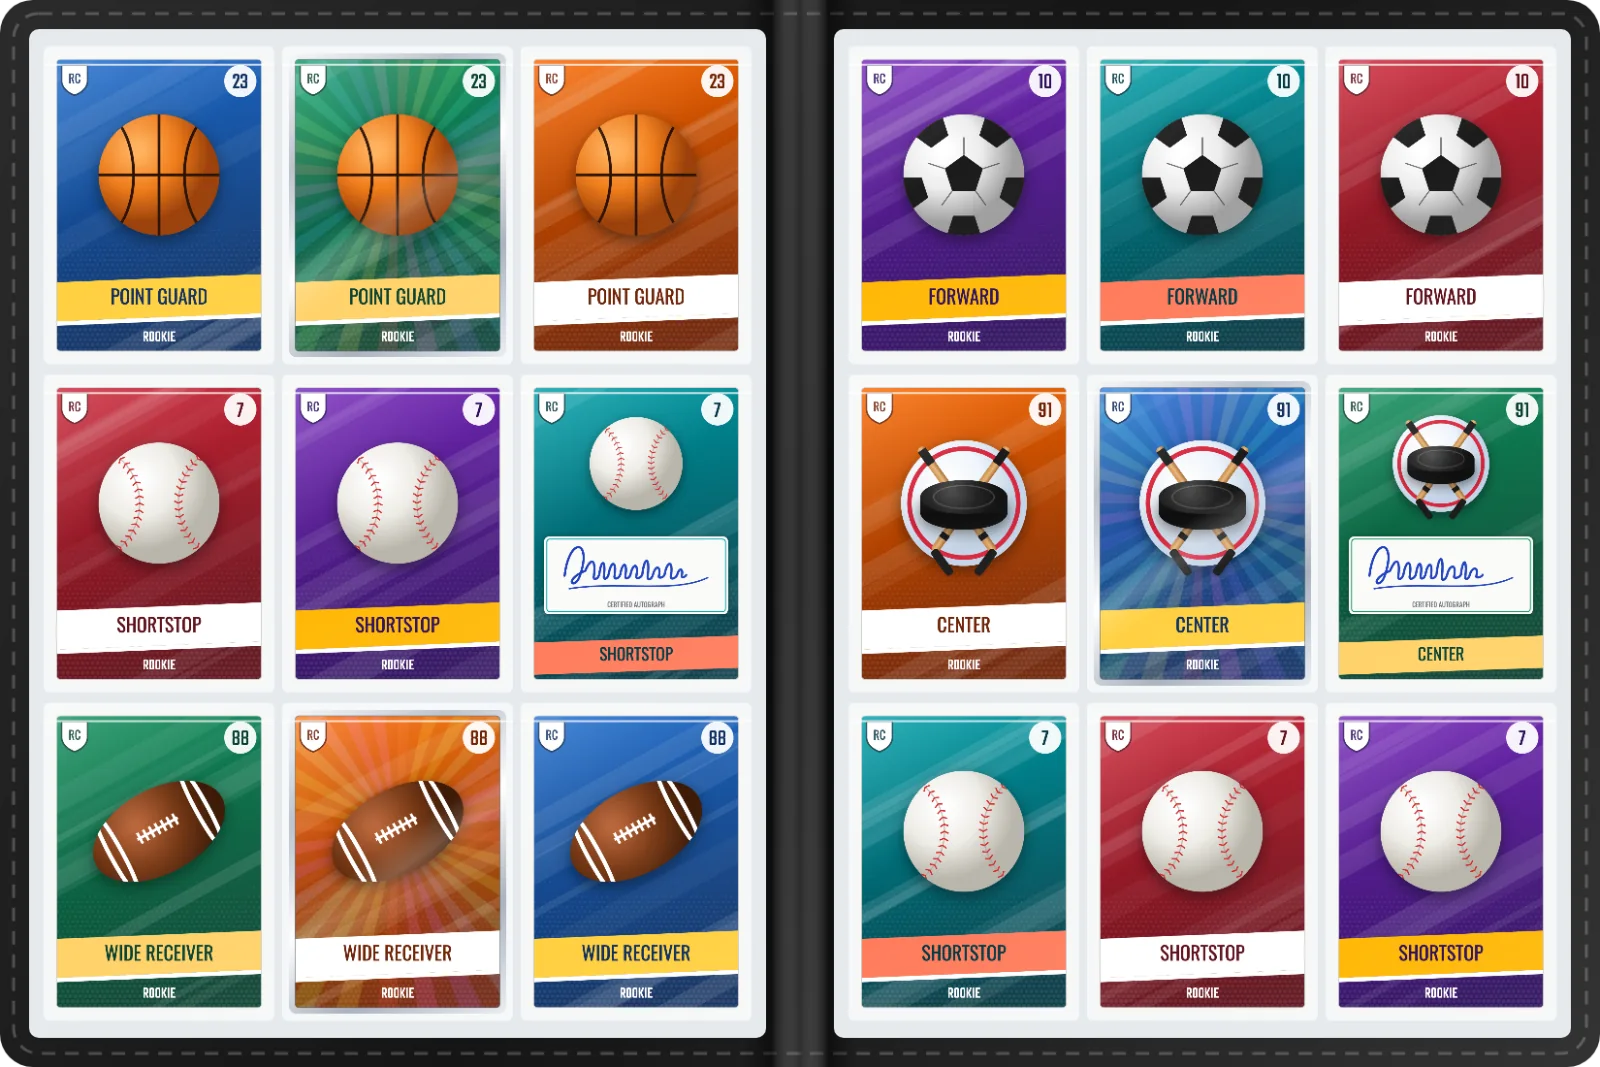 RC 23
POINT GUARD
ROOKIE
RC 23
POINT GUARD
ROOKIE
RC 23
POINT GUARD
ROOKIE
RC 7
SHORTSTOP
ROOKIE
RC 7
SHORTSTOP
ROOKIE
RC 7
CERTIFIED AUTOGRAPH
SHORTSTOP
RC 88
WIDE RECEIVER
ROOKIE
RC 88
WIDE RECEIVER
ROOKIE
RC 88
WIDE RECEIVER
ROOKIE
RC 10
FORWARD
ROOKIE
RC 10
FORWARD
ROOKIE
RC 10
FORWARD
ROOKIE
RC 91
CENTER
ROOKIE
RC 91
CENTER
ROOKIE
RC 91
CERTIFIED AUTOGRAPH
CENTER
RC 7
SHORTSTOP
ROOKIE
RC 7
SHORTSTOP
ROOKIE
RC 7
SHORTSTOP
ROOKIE